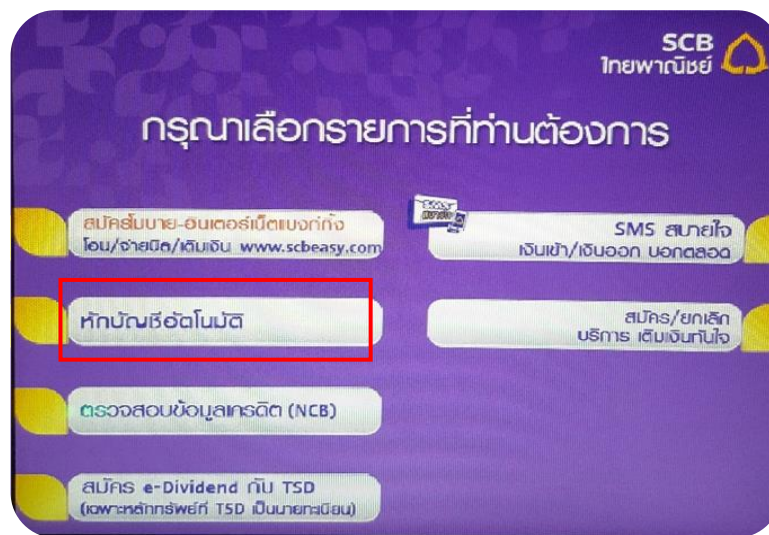 SCB
ไทยพาณิชย์
กรุณาเลือกรายการที่ท่านต้องการ
สมัครโมบาย-อินเตอร์เน็ตแบงก์กิ้ง
โอน/จ่ายบิล/เติมเงิน www.scbeasy.com
SMS
SMS สบายใจ
เงินเข้า/เงินออก บอกตลอด
หักบัญชีอัตโนมัติ
สมัคร/ยกเลิก
บริการ เติมเงินทันใจ
ตรวจสอบข้อมูลเครดิต (NCB)
สมัคร e-Dividend กับ TSD
(เฉพาะหลักทรัพย์ที่ TSD เป็นนายทะเบียน)